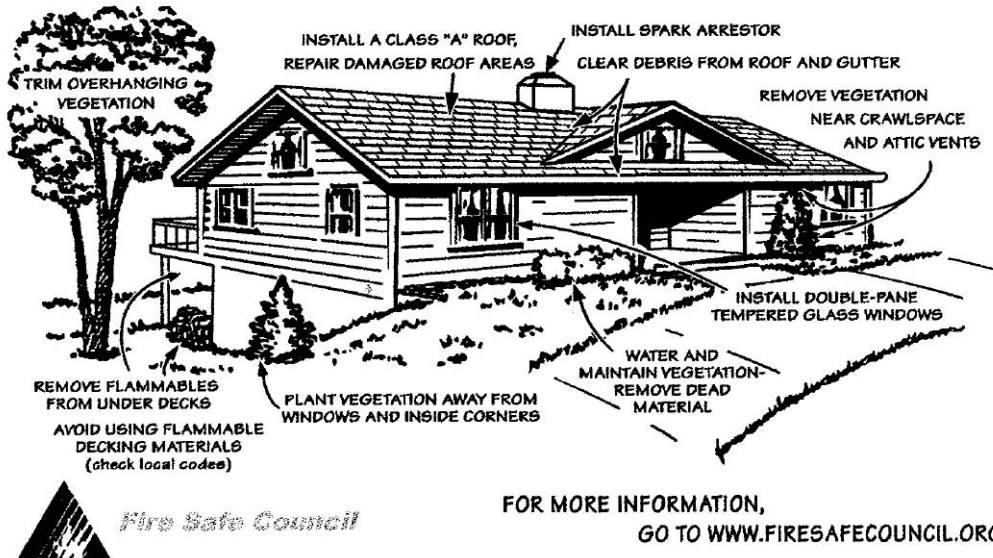 INSTALL A CLASS "A" ROOF,
REPAIR DAMAGED ROOF AREAS
INSTALL SPARK ARRESTOR
CLEAR DEBRIS FROM ROOF AND GUTTER
TRIM OVERHANGING
VEGETATION
REMOVE VEGETATION
NEAR CRAWLSPACE
AND ATTIC VENTS
INSTALL DOUBLE-PANE
TEMPERED GLASS WINDOWS
WATER AND
MAINTAIN VEGETATION-
REMOVE DEAD
MATERIAL
REMOVE FLAMMABLES
FROM UNDER DECKS
PLANT VEGETATION AWAY FROM
WINDOWS AND INSIDE CORNERS
AVOID USING FLAMMABLE
DECKING MATERIALS
(check local codes)
Fire Safe Council
FOR MORE INFORMATION,
GO TO WWW.FIRESAFECOUNCIL.ORG